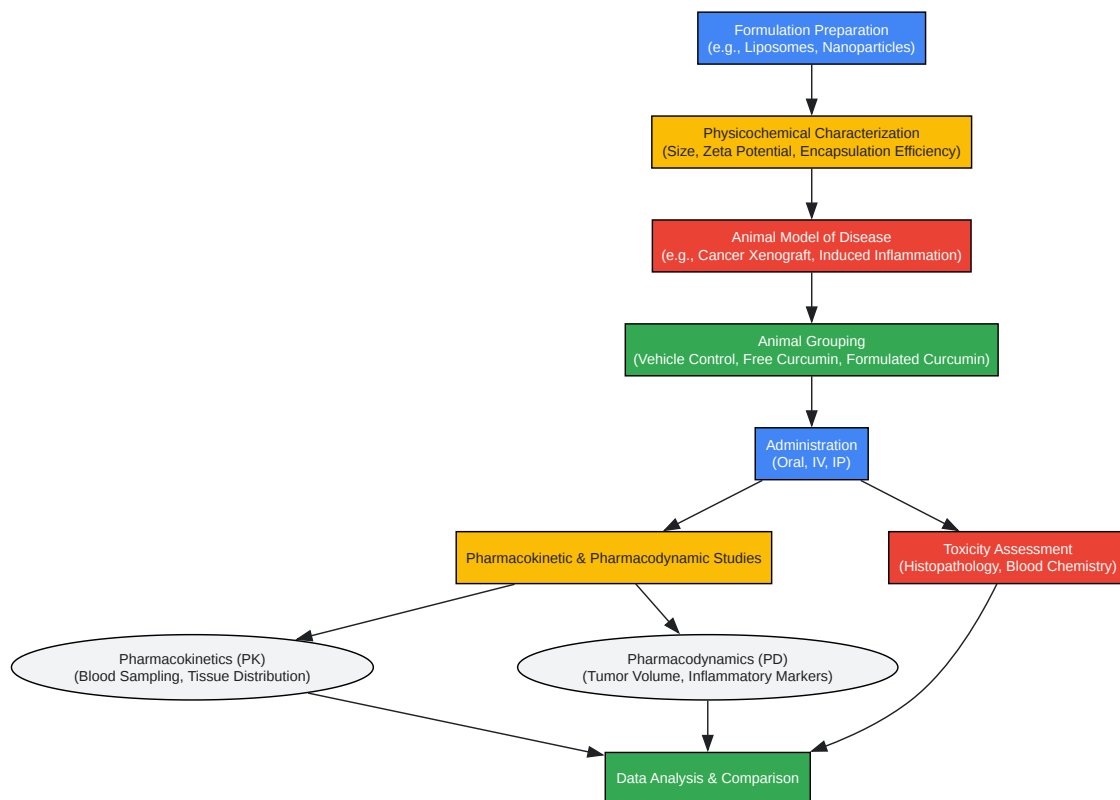 Formulation Preparation
(e.g., Liposomes, Nanoparticles)
Physicochemical Characterization
(Size, Zeta Potential, Encapsulation Efficiency)
Animal Model of Disease
(e.g., Cancer Xenograft, Induced Inflammation)
Animal Grouping
(Vehicle Control, Free Curcumin, Formulated Curcumin)
Administration
(Oral, IV, IP)
Pharmacokinetic & Pharmacodynamic Studies
Toxicity Assessment
(Histopathology, Blood Chemistry)
Pharmacokinetics (PK)
(Blood Sampling, Tissue Distribution)
Pharmacodynamics (PD)
(Tumor Volume, Inflammatory Markers)
Data Analysis & Comparison